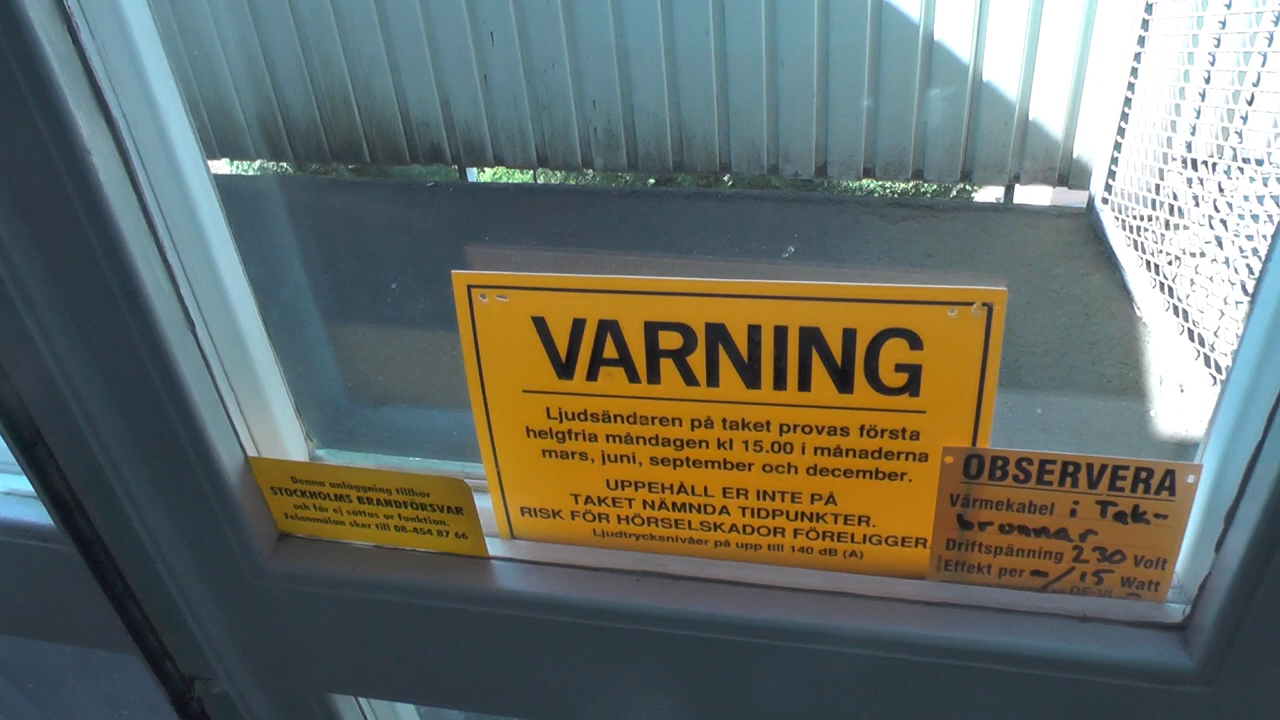 VARNING
Ljudsändaren på taket provas första
helgfria måndagen kl 15.00 i månaderna
mars, juni, september och december.
UPPEHÅLL ER INTE PÅ
TAKET NÄMNDA TIDPUNKTER.
RISK FÖR HÖRSELSKADOR FÖRELIGGER
Ljudtrycksnivåer på upp till 140 dB (A)
Denna anläggning tillhör
STOCKHOLMS BRANDFÖRSVAR
och får ej sättas ur funktion.
Felanmälan sker till 08-454 87 66
OBSERVERA
Värmekabel i Tak-
brunnar
Driftspänning 230 Volt
Effekt per m/15 Watt